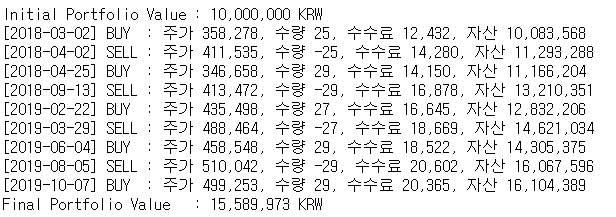 Initial Portfolio Value : 10,000,000 KRW
[2018-03-02] BUY  : 주가 358,278, 수량 25, 수수료 12,432, 자산 10,083,568
[2018-04-02] SELL : 주가 411,535, 수량 -25, 수수료 14,280, 자산 11,293,288
[2018-04-25] BUY  : 주가 346,658, 수량 29, 수수료 14,150, 자산 11,166,204
[2018-09-13] SELL : 주가 413,472, 수량 -29, 수수료 16,878, 자산 13,210,351
[2019-02-22] BUY  : 주가 435,498, 수량 27, 수수료 16,645, 자산 12,832,206
[2019-03-29] SELL : 주가 488,464, 수량 -27, 수수료 18,669, 자산 14,621,034
[2019-06-04] BUY  : 주가 458,548, 수량 29, 수수료 18,522, 자산 14,305,375
[2019-08-05] SELL : 주가 510,042, 수량 -29, 수수료 20,602, 자산 16,067,596
[2019-10-07] BUY  : 주가 499,253, 수량 29, 수수료 20,365, 자산 16,104,389
Final Portfolio Value   : 15,589,973 KRW